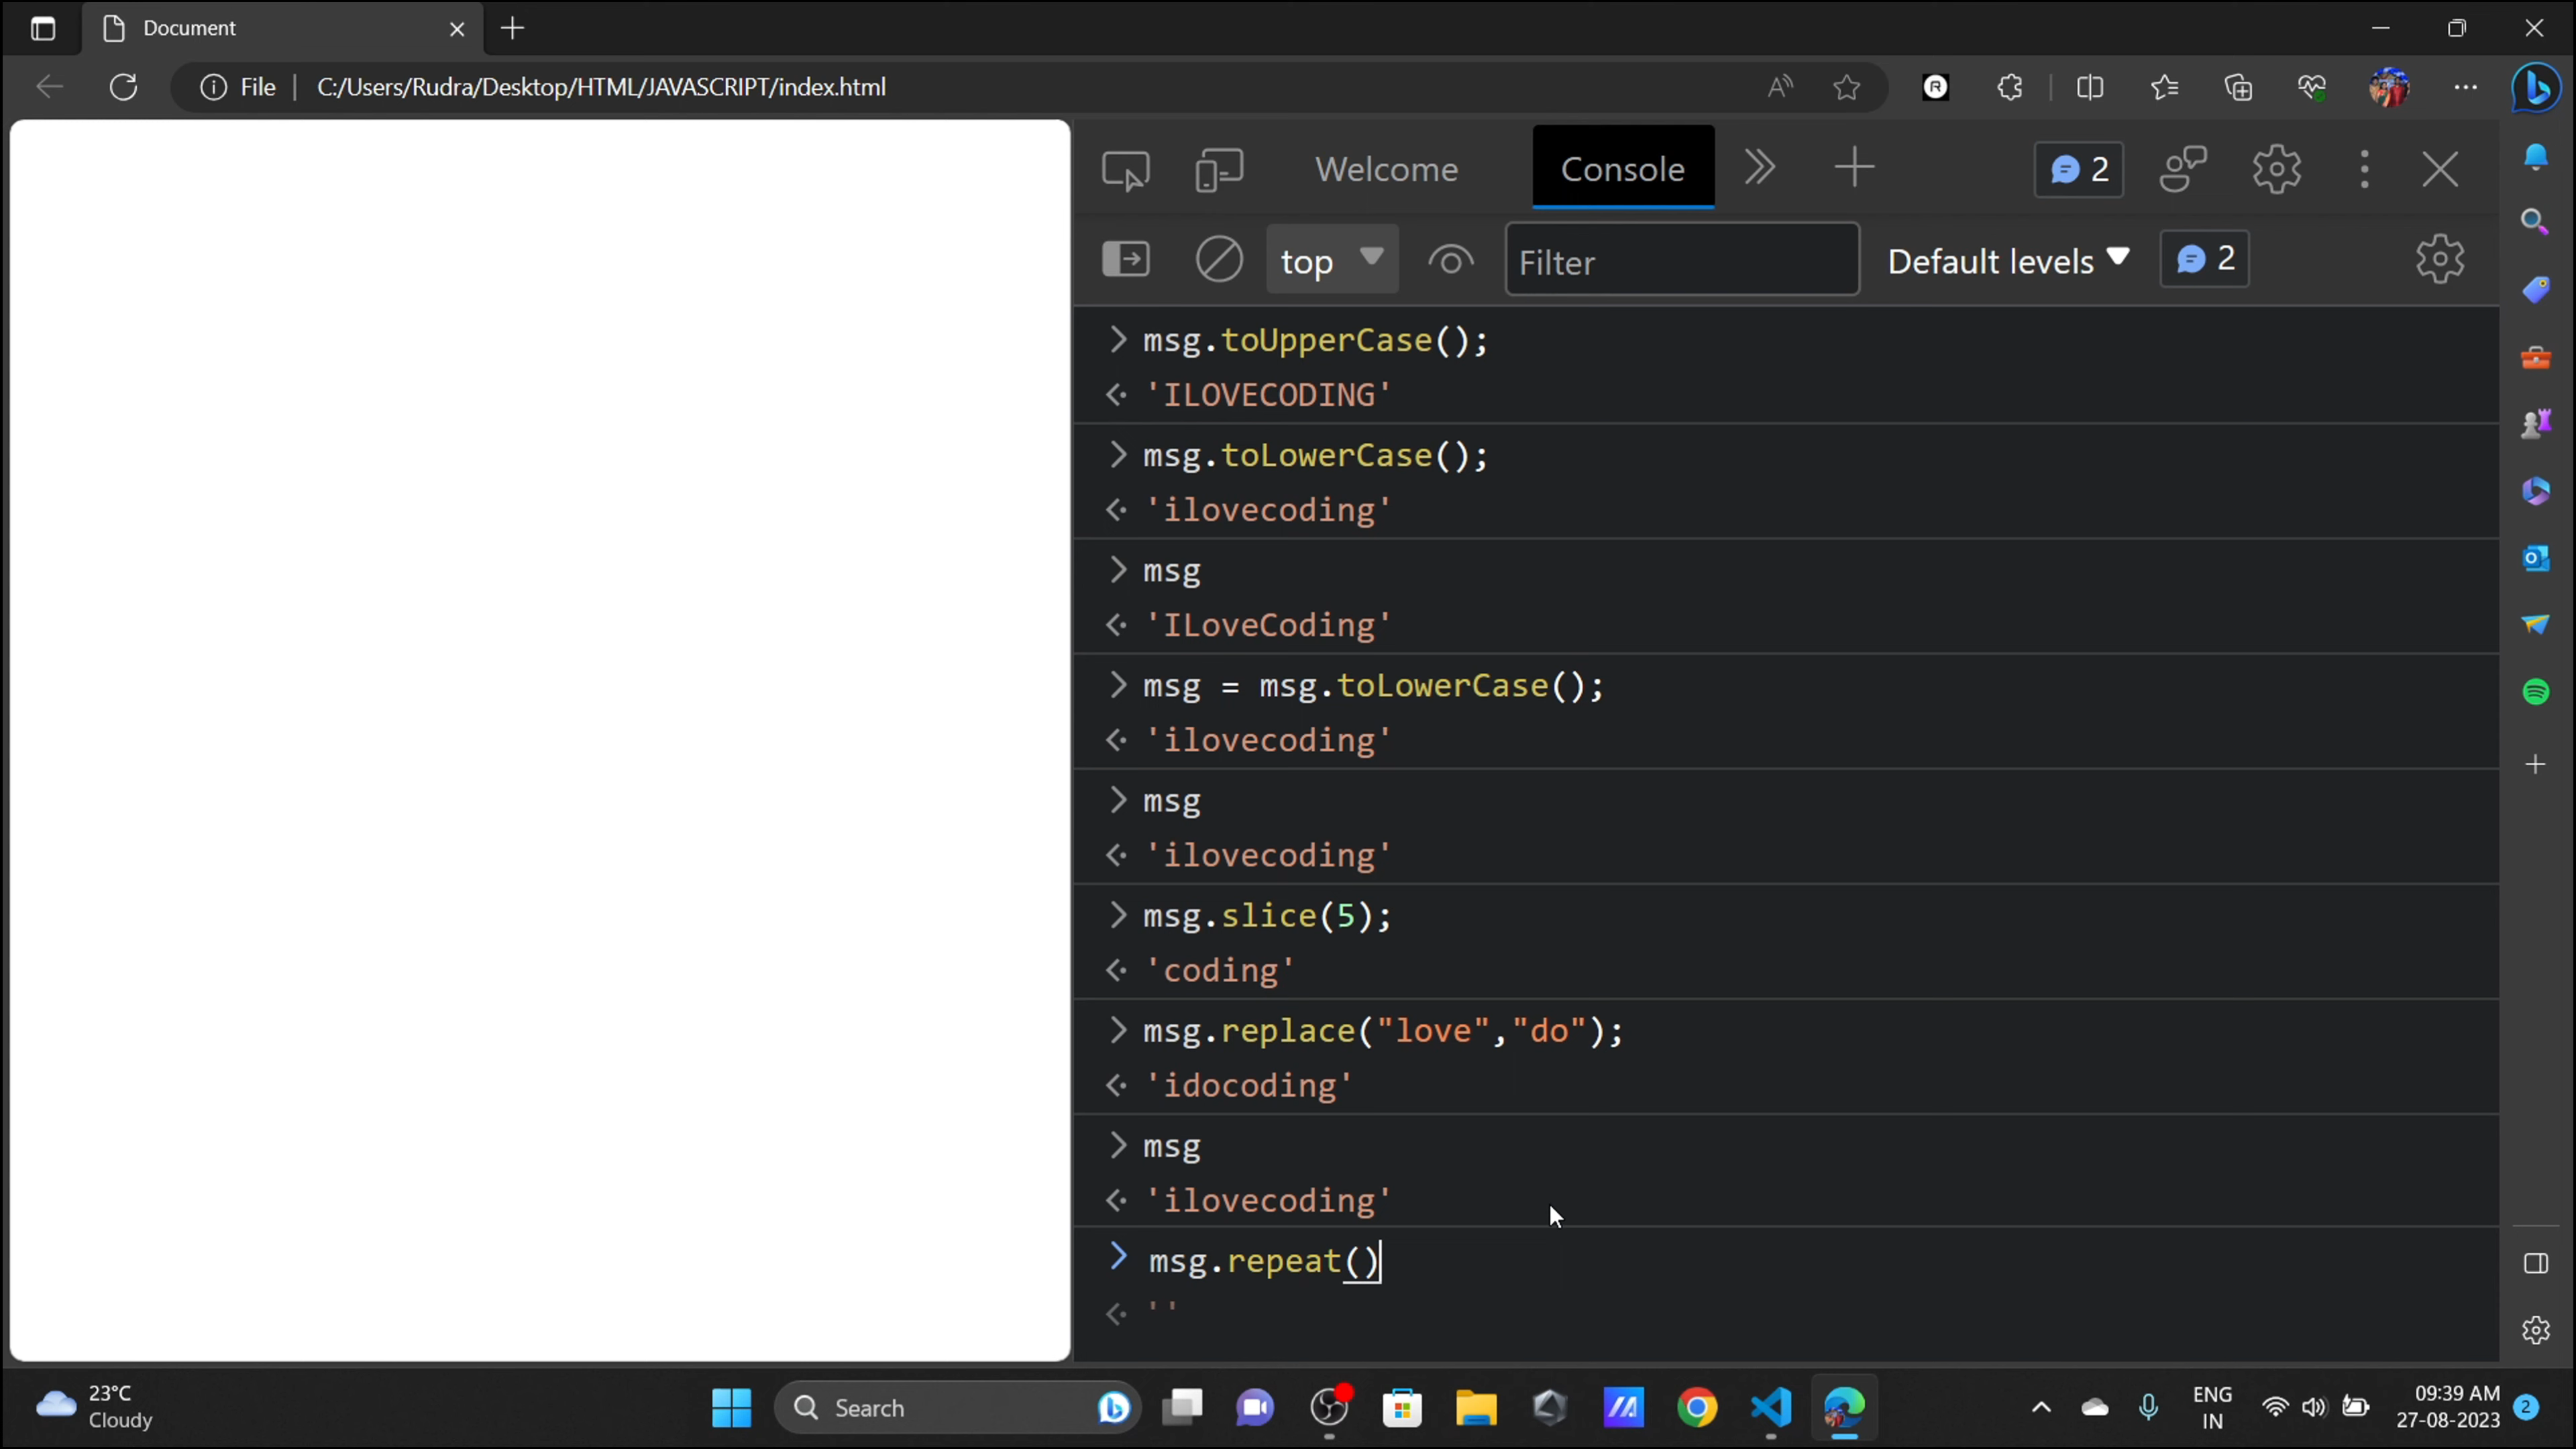 Document
File
C:/Users/Rudra/Desktop/HTML/JAVASCRIPT/index.html
Welcome
Console
2
top
Filter
Default levels
2
> msg.toUpperCase();
'ILOVECODING'
> msg.toLowerCase();
'ilovecoding'
> msg
'ILoveCoding'
> msg = msg.toLowerCase();
'ilovecoding'
> msg
'ilovecoding'
> msg.slice(5);
'coding'
> msg.replace("love","do");
'idocoding'
> msg
'ilovecoding'
> msg.repeat()
''
23°C
Cloudy
Search
ENG
IN
09:39 AM
27-08-2023
2